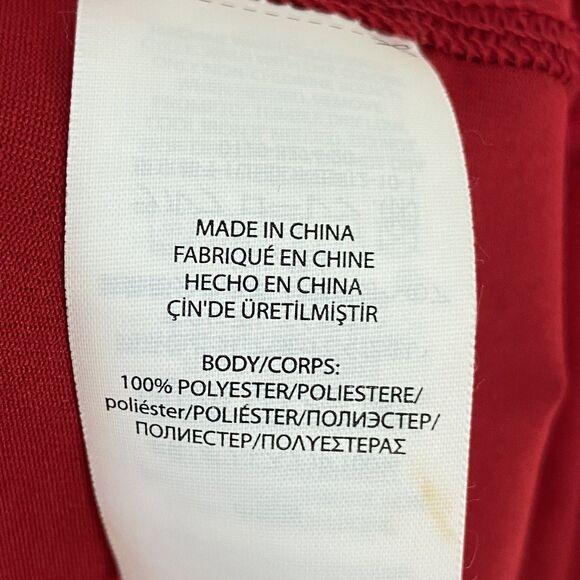 MADE IN CHINA
FABRIQUÉ EN CHINE
HECHO EN CHINA
ÇİN'DE ÜRETİLMİŞTİR
BODY/CORPS:
100% POLYESTER/POLIESTERE/
poliéster/POLIÉSTER/ПОЛИЭСТЕР/
ПОЛИЕСТЕР/ΠΟΛΥΕΣΤΕΡΑΣ